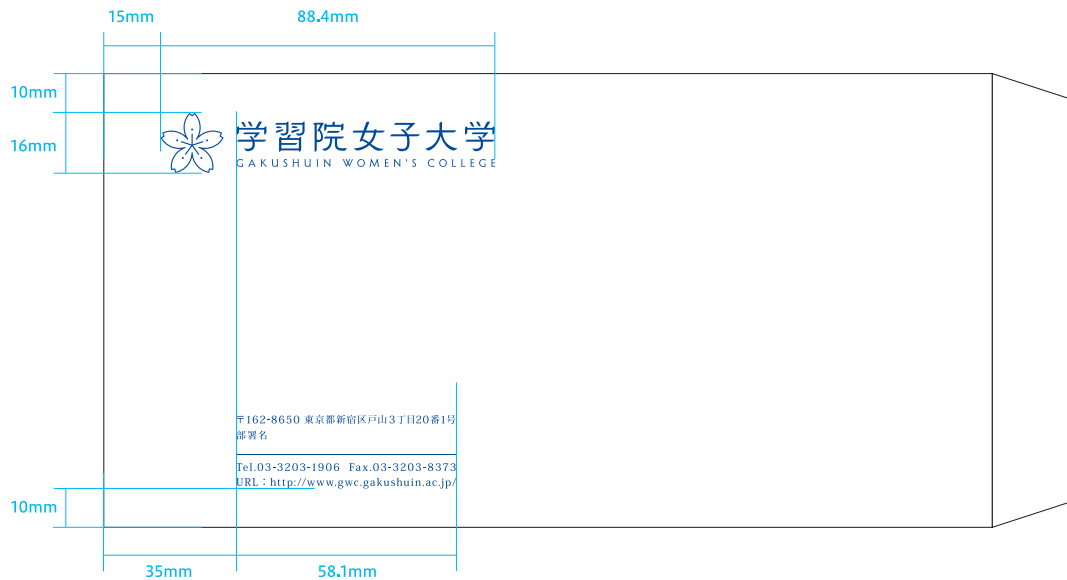 15mm
88.4mm
10mm
16mm
学習院女子大学
GAKUSHUIN WOMEN'S COLLEGE
〒162-8650 東京都新宿区戸山3丁目20番1号
部署名
Tel.03-3203-1906 Fax.03-3203-8373
URL：http://www.gwc.gakushuin.ac.jp/
10mm
35mm
58.1mm